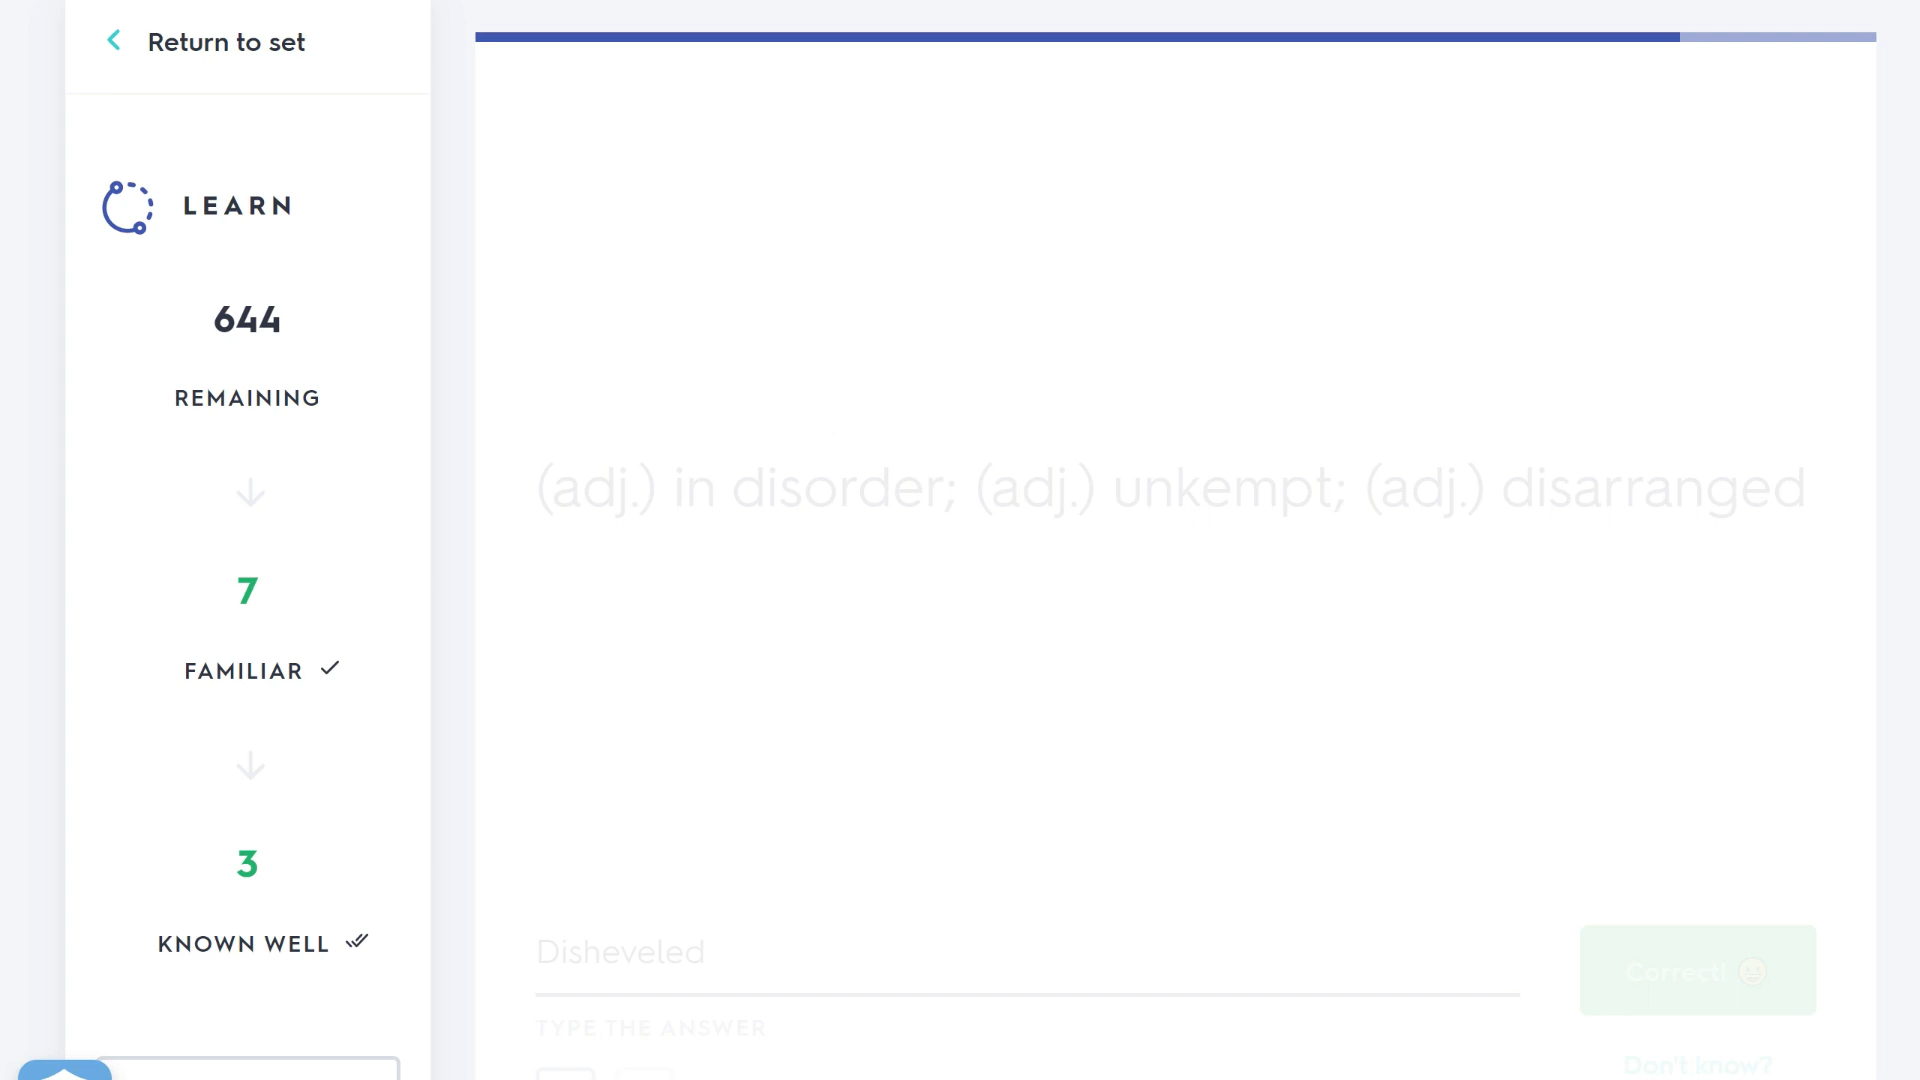 Return to set
LEARN
644
REMAINING
7
FAMILIAR
3
KNOWN WELL
(adj.) in disorder; (adj.) unkempt; (adj.) disarranged
Disheveled
TYPE THE ANSWER
Correct!
Don't know?